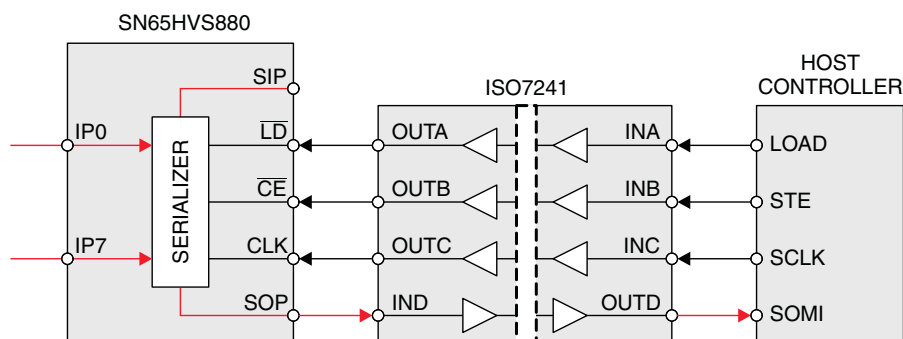 SN65HVS880
SIP
IP0
LD
CE
IP7
CLK
SOP
SERIALIZER
ISO7241
OUTA
OUTB
OUTC
IND
INA
INB
INC
OUTD
HOST
CONTROLLER
LOAD
STE
SCLK
SOMI